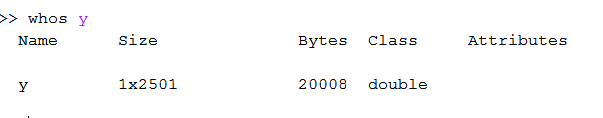 >> whos y
Name Size Bytes Class Attributes
y 1x2501 20008 double